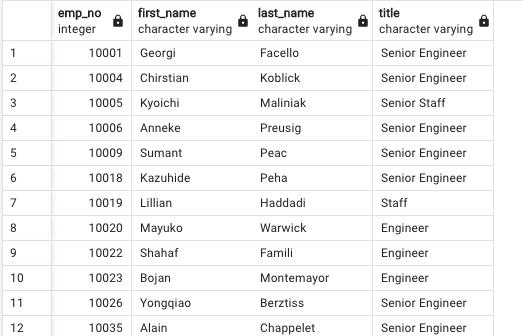 emp_no first_name last_name title
integer character varying character varying character varying
1 10001 Georgi Facello Senior Engineer
2 10004 Chirstian Koblick Senior Engineer
3 10005 Kyoichi Maliniak Senior Staff
4 10006 Anneke Preusig Senior Engineer
5 10009 Sumant Peac Senior Engineer
6 10018 Kazuhide Peha Senior Engineer
7 10019 Lillian Haddadi Staff
8 10020 Mayuko Warwick Engineer
9 10022 Shahaf Famili Engineer
10 10023 Bojan Montemayor Engineer
11 10026 Yongqiao Berztiss Senior Engineer
12 10035 Alain Chappelet Senior Engineer